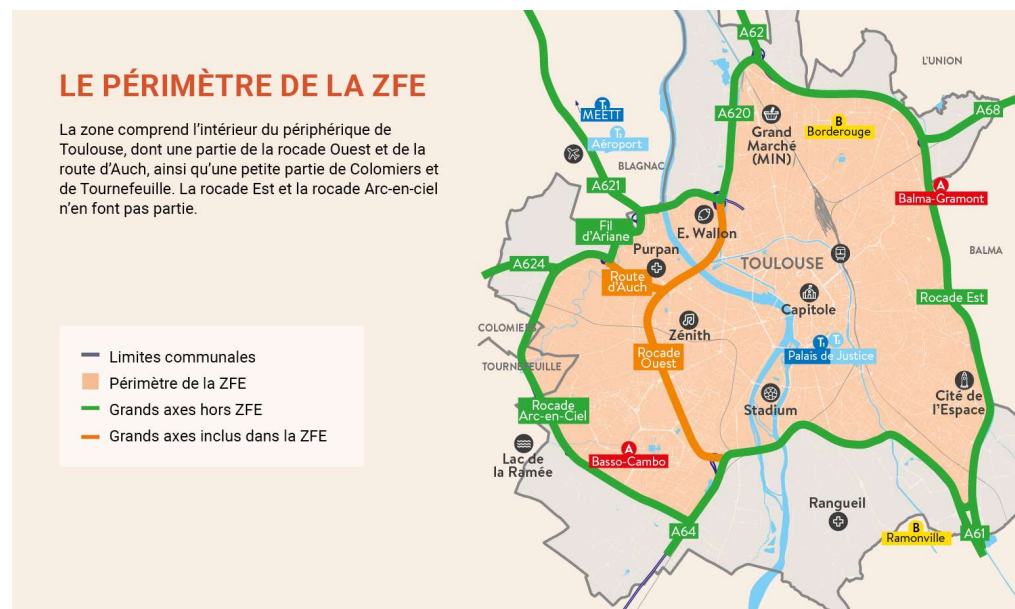 LE PÉRIMÈTRE DE LA ZFE
La zone comprend l'intérieur du périphérique de
Toulouse, dont une partie de la rocade Ouest et de la
route d'Auch, ainsi qu'une petite partie de Colomiers et
de Tournefeuille. La rocade Est et la rocade Arc-en-ciel
n'en font pas partie.
Limites communales
Périmètre de la ZFE
Grands axes hors ZFE
Grands axes inclus dans la ZFE
A62
L'UNION
T1
MEETT
A620
A68
Grand
Marché
(MIN)
B
Borderouge
T2
Aéroport
BLAGNAC
A621
A
Balma-Gramont
Fil
d'Ariane
E. Wallon
Purpan
BALMA
A624
TOULOUSE
Route
d'Auch
Rocade Est
Capitole
COLOMIERS
Zénith
T1
T2
Palais de Justice
Rocade
Ouest
TOURNEFEUILLE
Cité de
l'Espace
Stadium
Rocade
Arc-en-Ciel
A
Basso-Cambo
Lac de
la Ramée
Rangueil
A64
B
Ramonville
A61